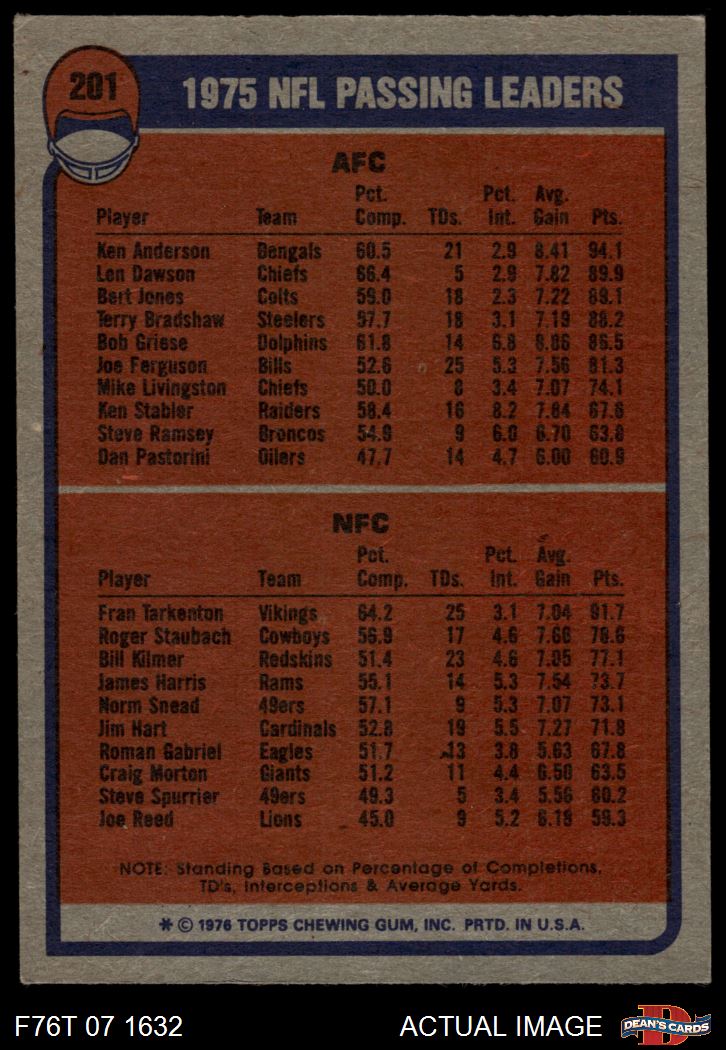 201
1975 NFL PASSING LEADERS
AFC
Pct. Pct. Avg.
Player Team Comp. TDs. Int. Gain Pts.
Ken Anderson Bengals 60.5 21 2.9 8.41 94.1
Len Dawson Chiefs 66.4 5 2.9 7.82 89.9
Bert Jones Colts 59.0 18 2.3 7.22 89.1
Terry Bradshaw Steelers 57.7 18 3.1 7.19 88.2
Bob Griese Dolphins 61.8 14 6.8 8.86 86.5
Joe Ferguson Bills 52.6 25 5.3 7.56 81.3
Mike Livingston Chiefs 50.0 8 3.4 7.07 74.1
Ken Stabler Raiders 58.4 16 8.2 7.84 67.6
Steve Ramsey Broncos 54.9 9 6.0 6.70 63.8
Dan Pastorini Oilers 47.7 14 4.7 6.00 60.9
NFC
Pct. Pct. Avg.
Player Team Comp. TDs. Int. Gain Pts.
Fran Tarkenton Vikings 64.2 25 3.1 7.04 91.7
Roger Staubach Cowboys 56.9 17 4.6 7.66 78.6
Bill Kilmer Redskins 51.4 23 4.6 7.05 77.1
James Harris Rams 55.1 14 5.3 7.54 73.7
Norm Snead 49ers 57.1 9 5.3 7.07 73.1
Jim Hart Cardinals 52.8 19 5.5 7.27 71.8
Roman Gabriel Eagles 51.7 13 3.8 5.63 67.8
Craig Morton Giants 51.2 11 4.4 6.50 63.5
Steve Spurrier 49ers 49.3 5 3.4 5.56 60.2
Joe Reed Lions 45.0 9 5.2 6.18 59.3
NOTE: Standing Based on Percentage of Completions,
TD's, Interceptions & Average Yards.
* © 1976 TOPPS CHEWING GUM, INC. PRTD. IN U.S.A.
F76T 07 1632 ACTUAL IMAGE DEAN'S CARDS